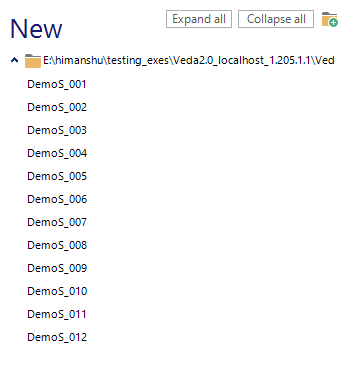 New
Expand all
Collapse all
E:\himanshu\testing_exes\Veda2.0_localhost_1.205.1.1\Ved
DemoS_001
DemoS_002
DemoS_003
DemoS_004
DemoS_005
DemoS_006
DemoS_007
DemoS_008
DemoS_009
DemoS_010
DemoS_011
DemoS_012